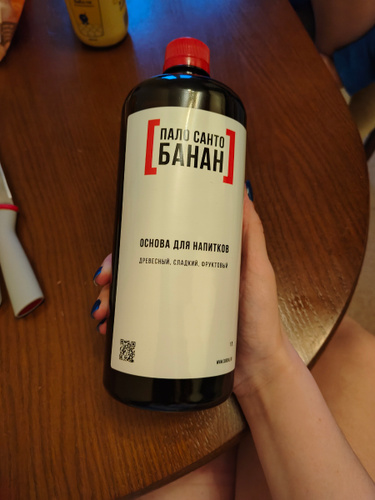 ПАЛО САНТО
БАНАН
ОСНОВА ДЛЯ НАПИТКОВ
ДРЕВЕСНЫЙ, СЛАДКИЙ, ФРУКТОВЫЙ